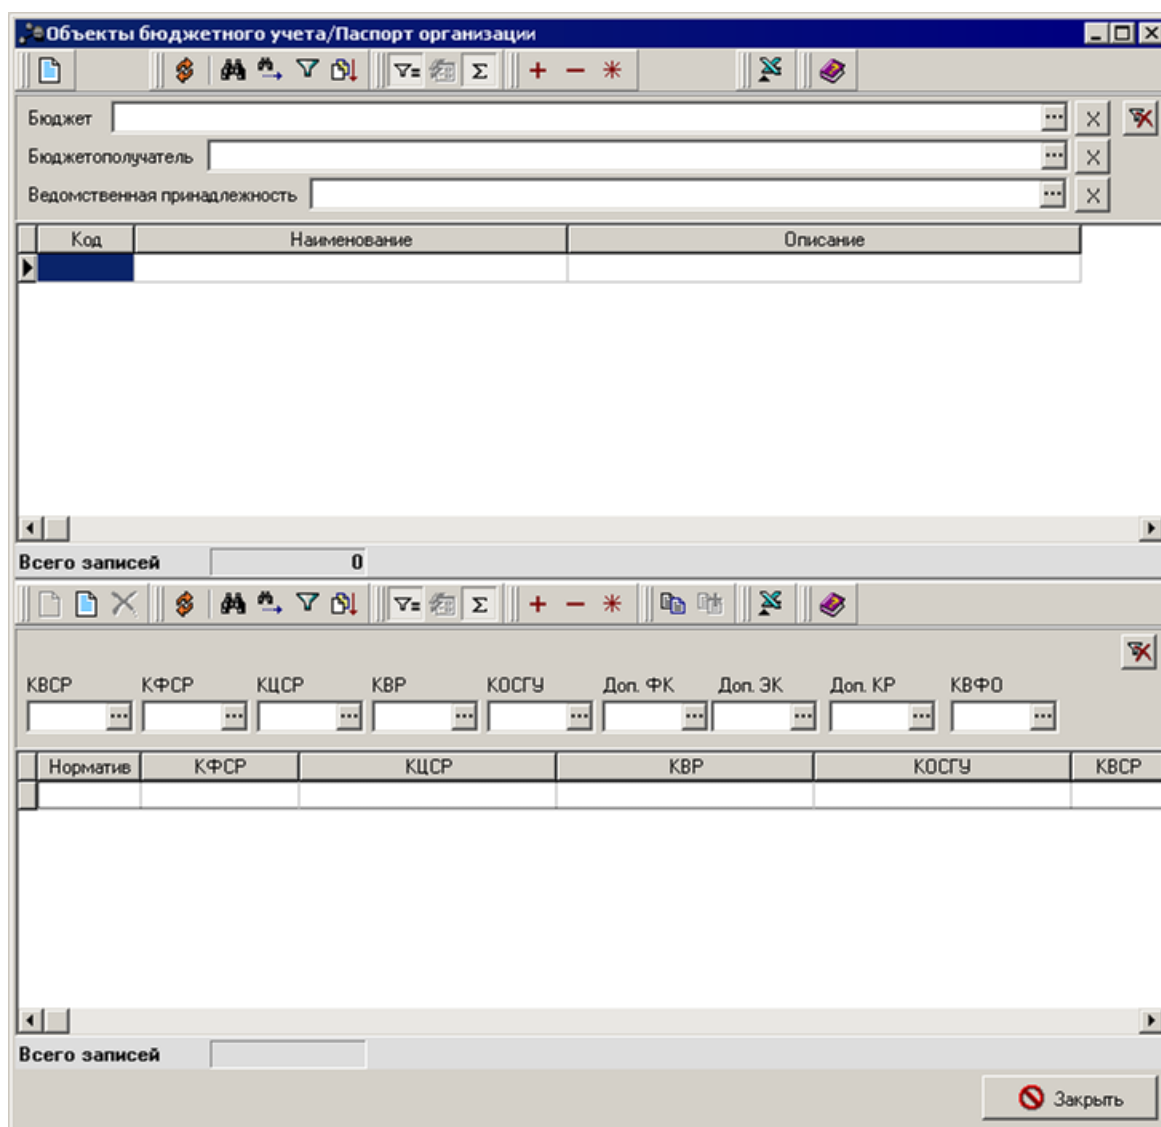 Объекты бюджетного учета/Паспорт организации
Бюджет
Бюджетополучатель
Ведомственная принадлежность
Код Наименование Описание
Всего записей 0
КВСР КФСР КЦСР КВР КОСГУ Доп. ФК Доп. ЭК Доп. КР КВФО
Норматив КФСР КЦСР КВР КОСГУ КВСР
Всего записей
Закрыть